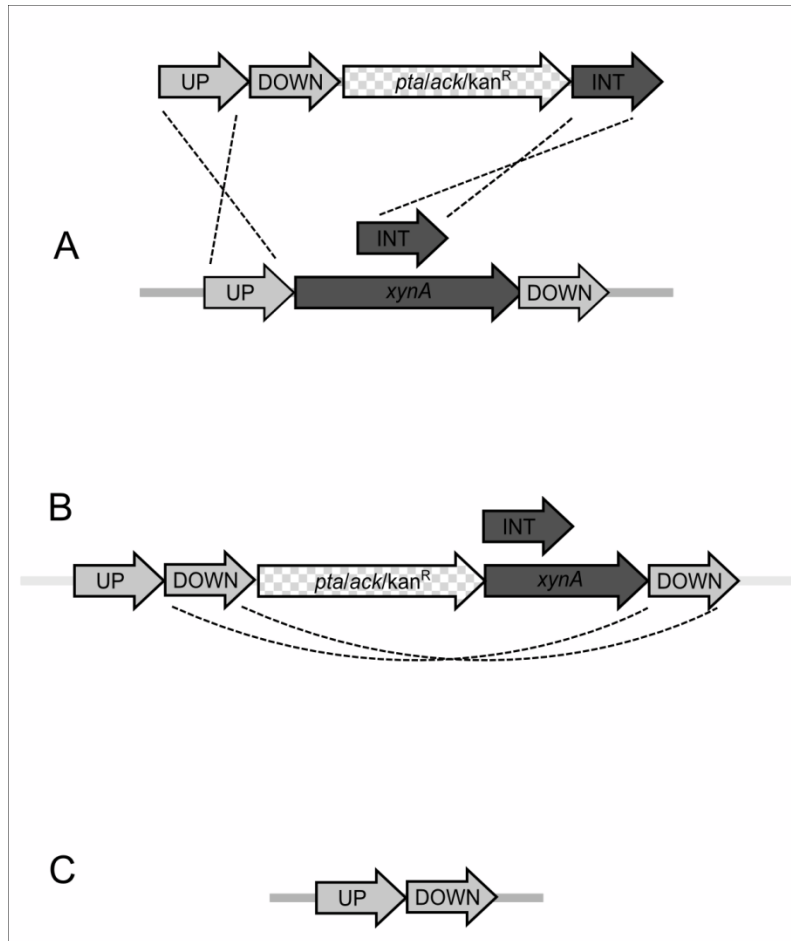 UP DOWN pta/ack/kanᴿ INT
INT
A
UP xynA DOWN
INT
B
UP DOWN pta/ack/kanᴿ xynA DOWN
C
UP DOWN